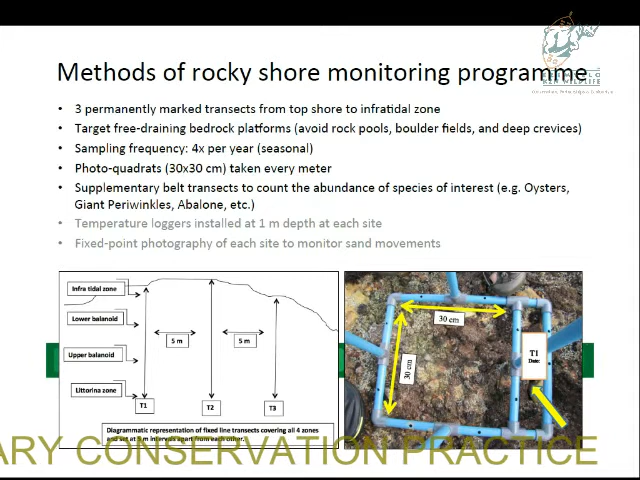 Methods of rocky shore monitoring programme
• 3 permanently marked transects from top shore to infratidal zone
• Target free-draining bedrock platforms (avoid rock pools, boulder fields, and deep crevices)
• Sampling frequency: 4x per year (seasonal)
• Photo-quadrats (30x30 cm) taken every meter
• Supplementary belt transects to count the abundance of species of interest (e.g. Oysters,
Giant Periwinkles, Abalone, etc.)
• Temperature loggers installed at 1 m depth at each site
• Fixed-point photography of each site to monitor sand movements
Infra tidal zone
Lower balanoid
Upper balanoid
Littorina zone
5 m
5 m
T1
T2
T3
Diagrammatic representation of fixed line transects covering all 4 zones
and set at 5 m intervals apart from each other.
30 cm
30 cm
T1
Date:
ARY CONSERVATION PRACTICE